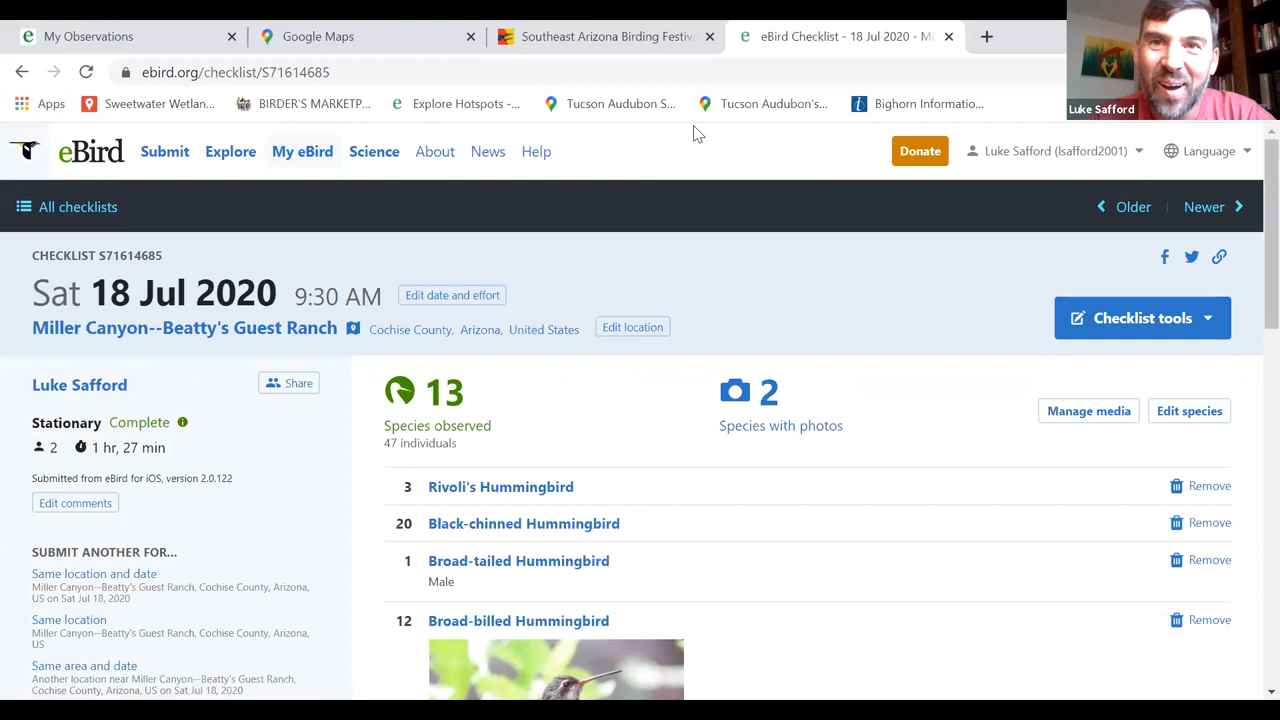 My Observations
Google Maps
Southeast Arizona Birding Festiva
eBird Checklist - 18 Jul 2020 - Mi
ebird.org/checklist/S71614685
Apps
Sweetwater Wetlan...
BIRDER'S MARKETP...
Explore Hotspots -...
Tucson Audubon S...
Tucson Audubon's...
Bighorn Informatio...
Luke Safford
eBird
Submit
Explore
My eBird
Science
About
News
Help
Donate
Luke Safford (lsafford2001)
Language
All checklists
Older
Newer
CHECKLIST S71614685
Sat 18 Jul 2020 9:30 AM
Edit date and effort
Miller Canyon--Beatty's Guest Ranch
Cochise County, Arizona, United States
Edit location
Checklist tools
Luke Safford
Share
Stationary Complete
2 1 hr, 27 min
Submitted from eBird for iOS, version 2.0.122
Edit comments
SUBMIT ANOTHER FOR...
Same location and date
Miller Canyon--Beatty's Guest Ranch, Cochise County, Arizona,
US on Sat Jul 18, 2020
Same location
Miller Canyon--Beatty's Guest Ranch, Cochise County, Arizona,
US
Same area and date
Another location near Miller Canyon--Beatty's Guest Ranch,
Cochise County, Arizona, US on Sat Jul 18, 2020
13
Species observed
47 individuals
2
Species with photos
Manage media
Edit species
3 Rivoli's Hummingbird Remove
20 Black-chinned Hummingbird Remove
1 Broad-tailed Hummingbird Remove
Male
12 Broad-billed Hummingbird Remove